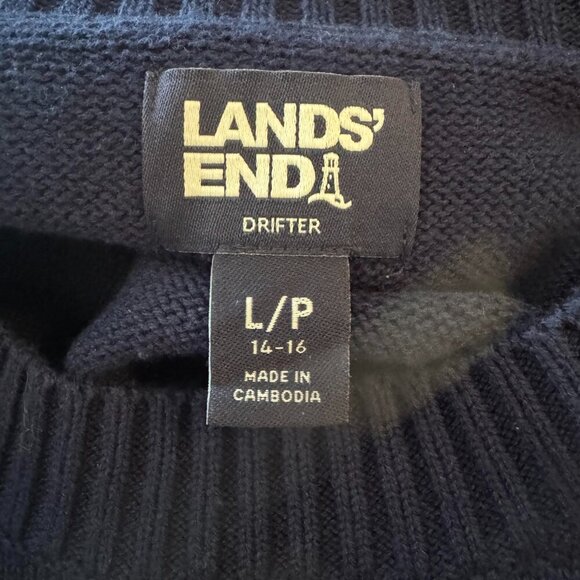 LANDS'
END
DRIFTER
L/P
14-16
MADE IN
CAMBODIA